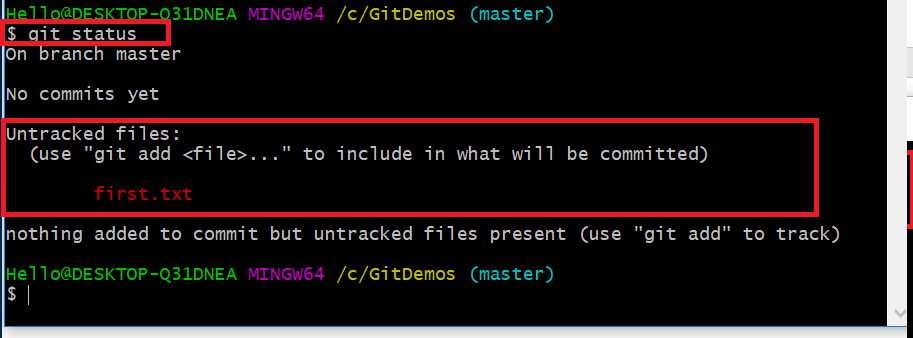 Hello@DESKTOP-Q31DNEA MINGW64 /c/GitDemos (master)
$ git status
On branch master
No commits yet
Untracked files:
(use "git add <file>..." to include in what will be committed)
first.txt
nothing added to commit but untracked files present (use "git add" to track)
Hello@DESKTOP-Q31DNEA MINGW64 /c/GitDemos (master)
$